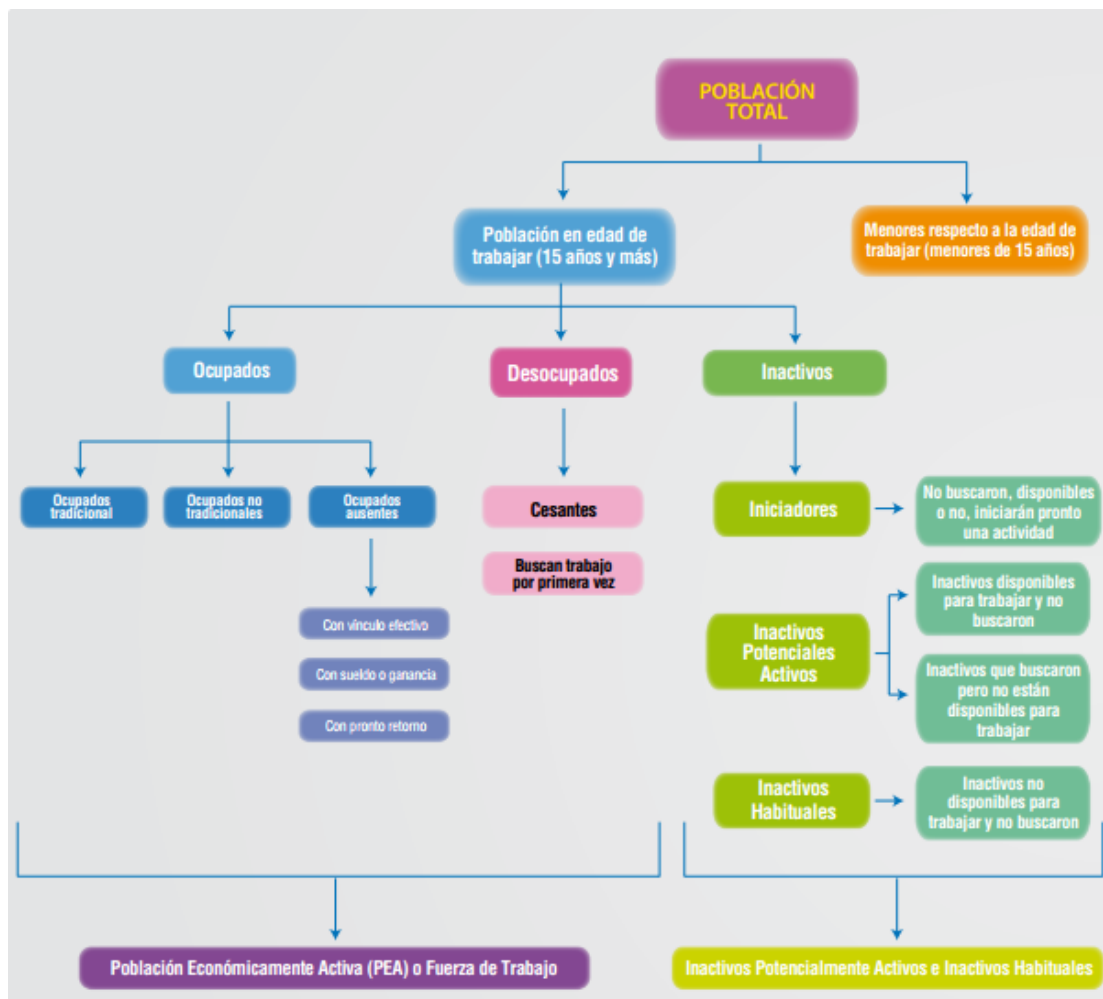 POBLACIÓN
TOTAL
Población en edad de
trabajar (15 años y más)
Menores respecto a la edad de
trabajar (menores de 15 años)
Ocupados
Desocupados
Inactivos
Ocupados
tradicional
Ocupados no
tradicionales
Ocupados
ausentes
Con vínculo efectivo
Con sueldo o ganancia
Con pronto retorno
Cesantes
Buscan trabajo
por primera vez
Iniciadores
No buscaron, disponibles
o no, iniciarán pronto
una actividad
Inactivos
Potenciales
Activos
Inactivos disponibles
para trabajar y no
buscaron
Inactivos que buscaron
pero no están
disponibles para
trabajar
Inactivos
Habituales
Inactivos no
disponibles para
trabajar y no buscaron
Población Económicamente Activa (PEA) o Fuerza de Trabajo
Inactivos Potencialmente Activos e Inactivos Habituales